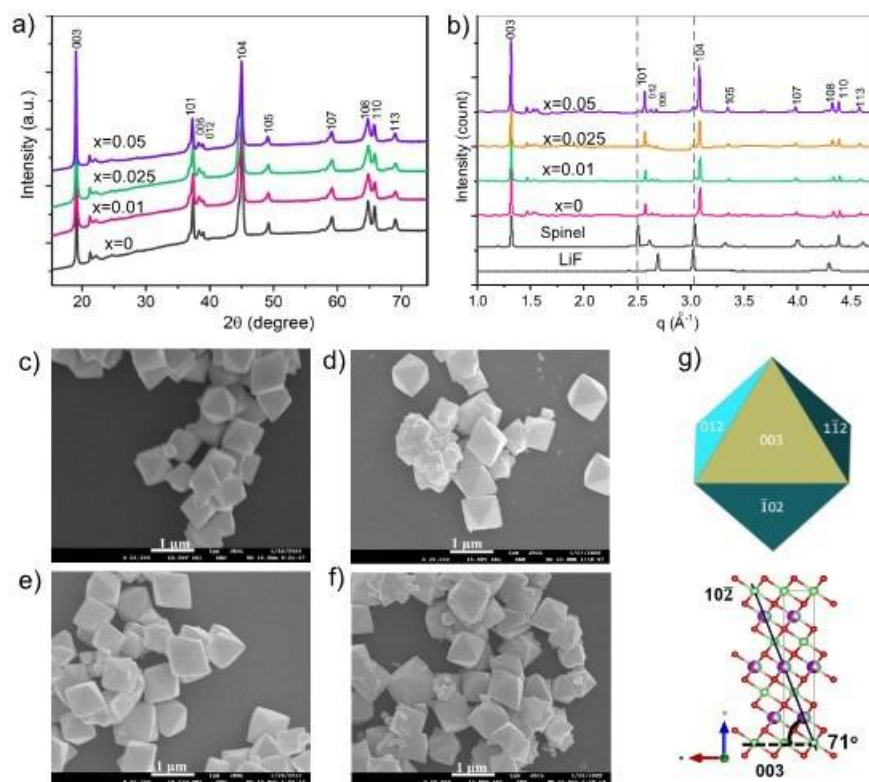 a)
Intensity (a.u.)
003
101
006
012
104
105
107
108
110
113
x=0.05
x=0.025
x=0.01
x=0
20 30 40 50 60 70
2θ (degree)
b)
Intensity (count)
003
101
012
006
104
105
107
108
110
113
x=0.05
x=0.025
x=0.01
x=0
Spinel
LiF
1.0 1.5 2.0 2.5 3.0 3.5 4.0 4.5
q (Å⁻¹)
c)
1 µm
d)
1 µm
e)
1 µm
f)
1 µm
g)
012
003
11̄2
1̄02
102̄
71°
003